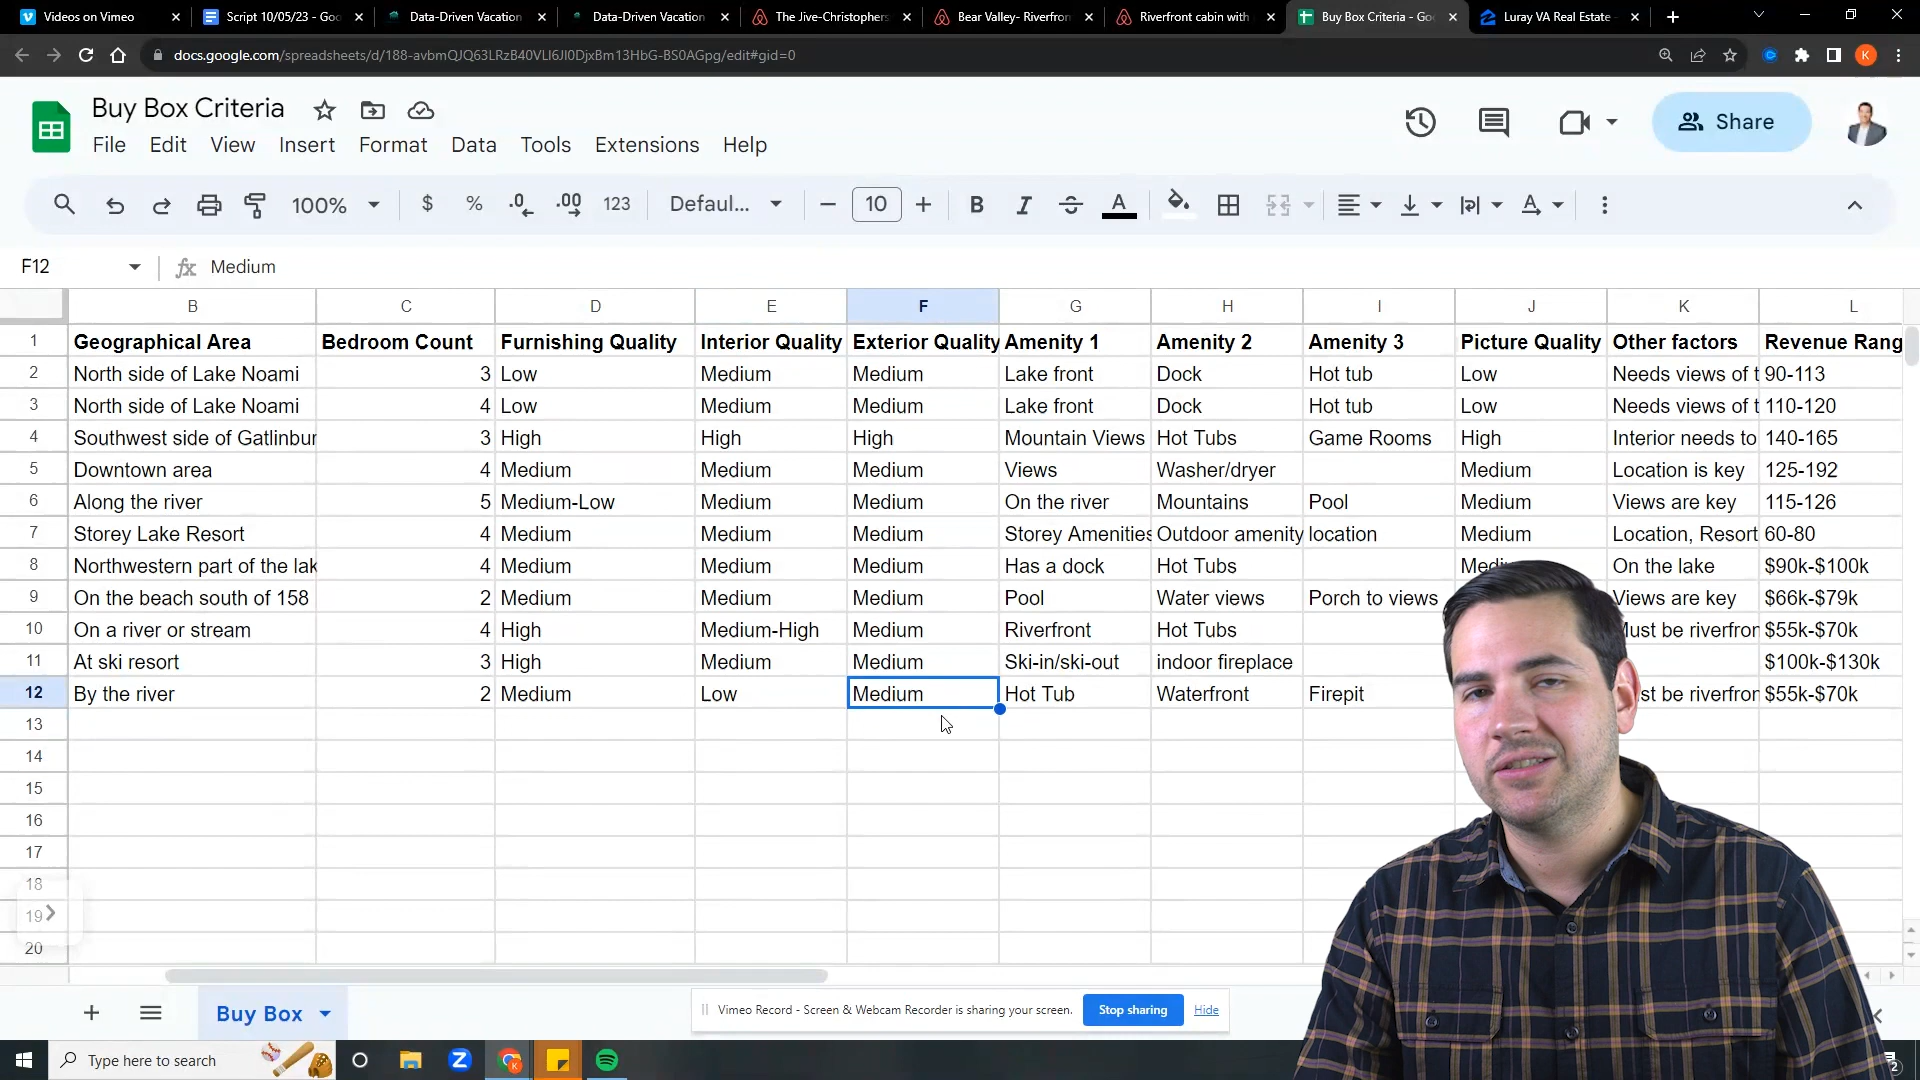 Videos on Vimeo
Script 10/05/23 - Goo
Data-Driven Vacation
Data-Driven Vacation
The Jive-Christophers
Bear Valley- Riverfron
Riverfront cabin with
Buy Box Criteria - Goo
Luray VA Real Estate -
docs.google.com/spreadsheets/d/188-avbmQJQ63LRzB40VLI6Jl0DjxBm13HbG-BS0AGpg/edit#gid=0
K
Buy Box Criteria
File Edit View Insert Format Data Tools Extensions Help
Share
100% $ % .0 .00 123 Defaul... 10 B I A
F12 fx Medium
B C D E F G H I J K L
1 Geographical Area Bedroom Count Furnishing Quality Interior Quality Exterior Quality Amenity 1 Amenity 2 Amenity 3 Picture Quality Other factors Revenue Rang
2 North side of Lake Noami 3 Low Medium Medium Lake front Dock Hot tub Low Needs views of t 90-113
3 North side of Lake Noami 4 Low Medium Medium Lake front Dock Hot tub Low Needs views of t 110-120
4 Southwest side of Gatlinbur 3 High High High Mountain Views Hot Tubs Game Rooms High Interior needs to 140-165
5 Downtown area 4 Medium Medium Medium Views Washer/dryer Medium Location is key 125-192
6 Along the river 5 Medium-Low Medium Medium On the river Mountains Pool Medium Views are key 115-126
7 Storey Lake Resort 4 Medium Medium Medium Storey Amenities Outdoor amenity location Medium Location, Resort 60-80
8 Northwestern part of the lak 4 Medium Medium Medium Has a dock Hot Tubs Medi On the lake $90k-$100k
9 On the beach south of 158 2 Medium Medium Medium Pool Water views Porch to views Views are key $66k-$79k
10 On a river or stream 4 High Medium-High Medium Riverfront Hot Tubs Must be riverfron $55k-$70k
11 At ski resort 3 High Medium Medium Ski-in/ski-out indoor fireplace $100k-$130k
12 By the river 2 Medium Low Medium Hot Tub Waterfront Firepit st be riverfron $55k-$70k
13
14
15
16
17
18
19
20
Buy Box
Vimeo Record - Screen & Webcam Recorder is sharing your screen. Stop sharing Hide
Type here to search
2